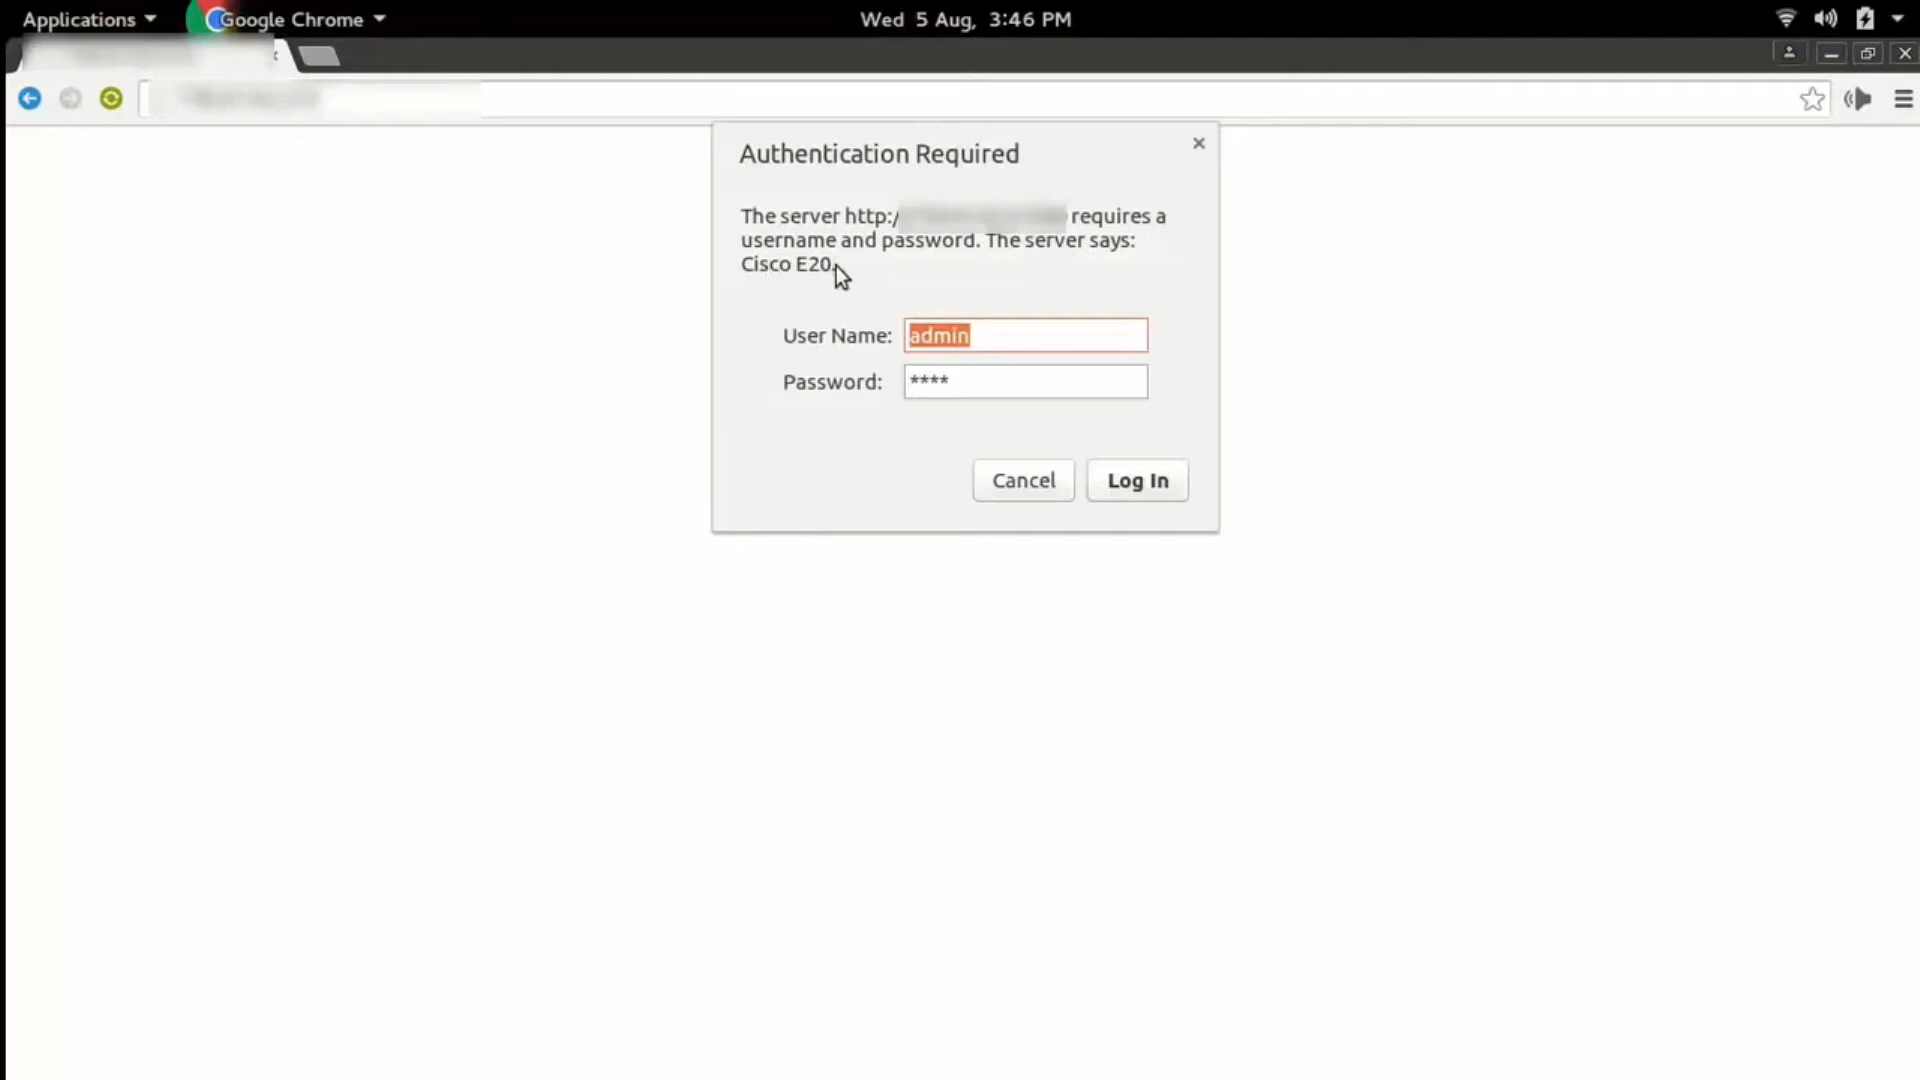 Applications
Google Chrome
Wed 5 Aug, 3:46 PM
Authentication Required
The server http:/ requires a
username and password. The server says:
Cisco E20.
User Name: admin
Password: ****
Cancel
Log In